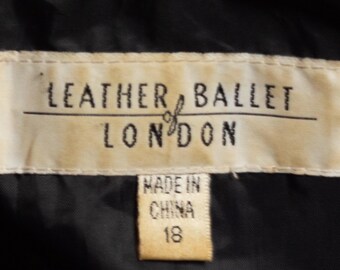 LEATHER BALLET
of
LONDON
MADE IN
CHINA
18